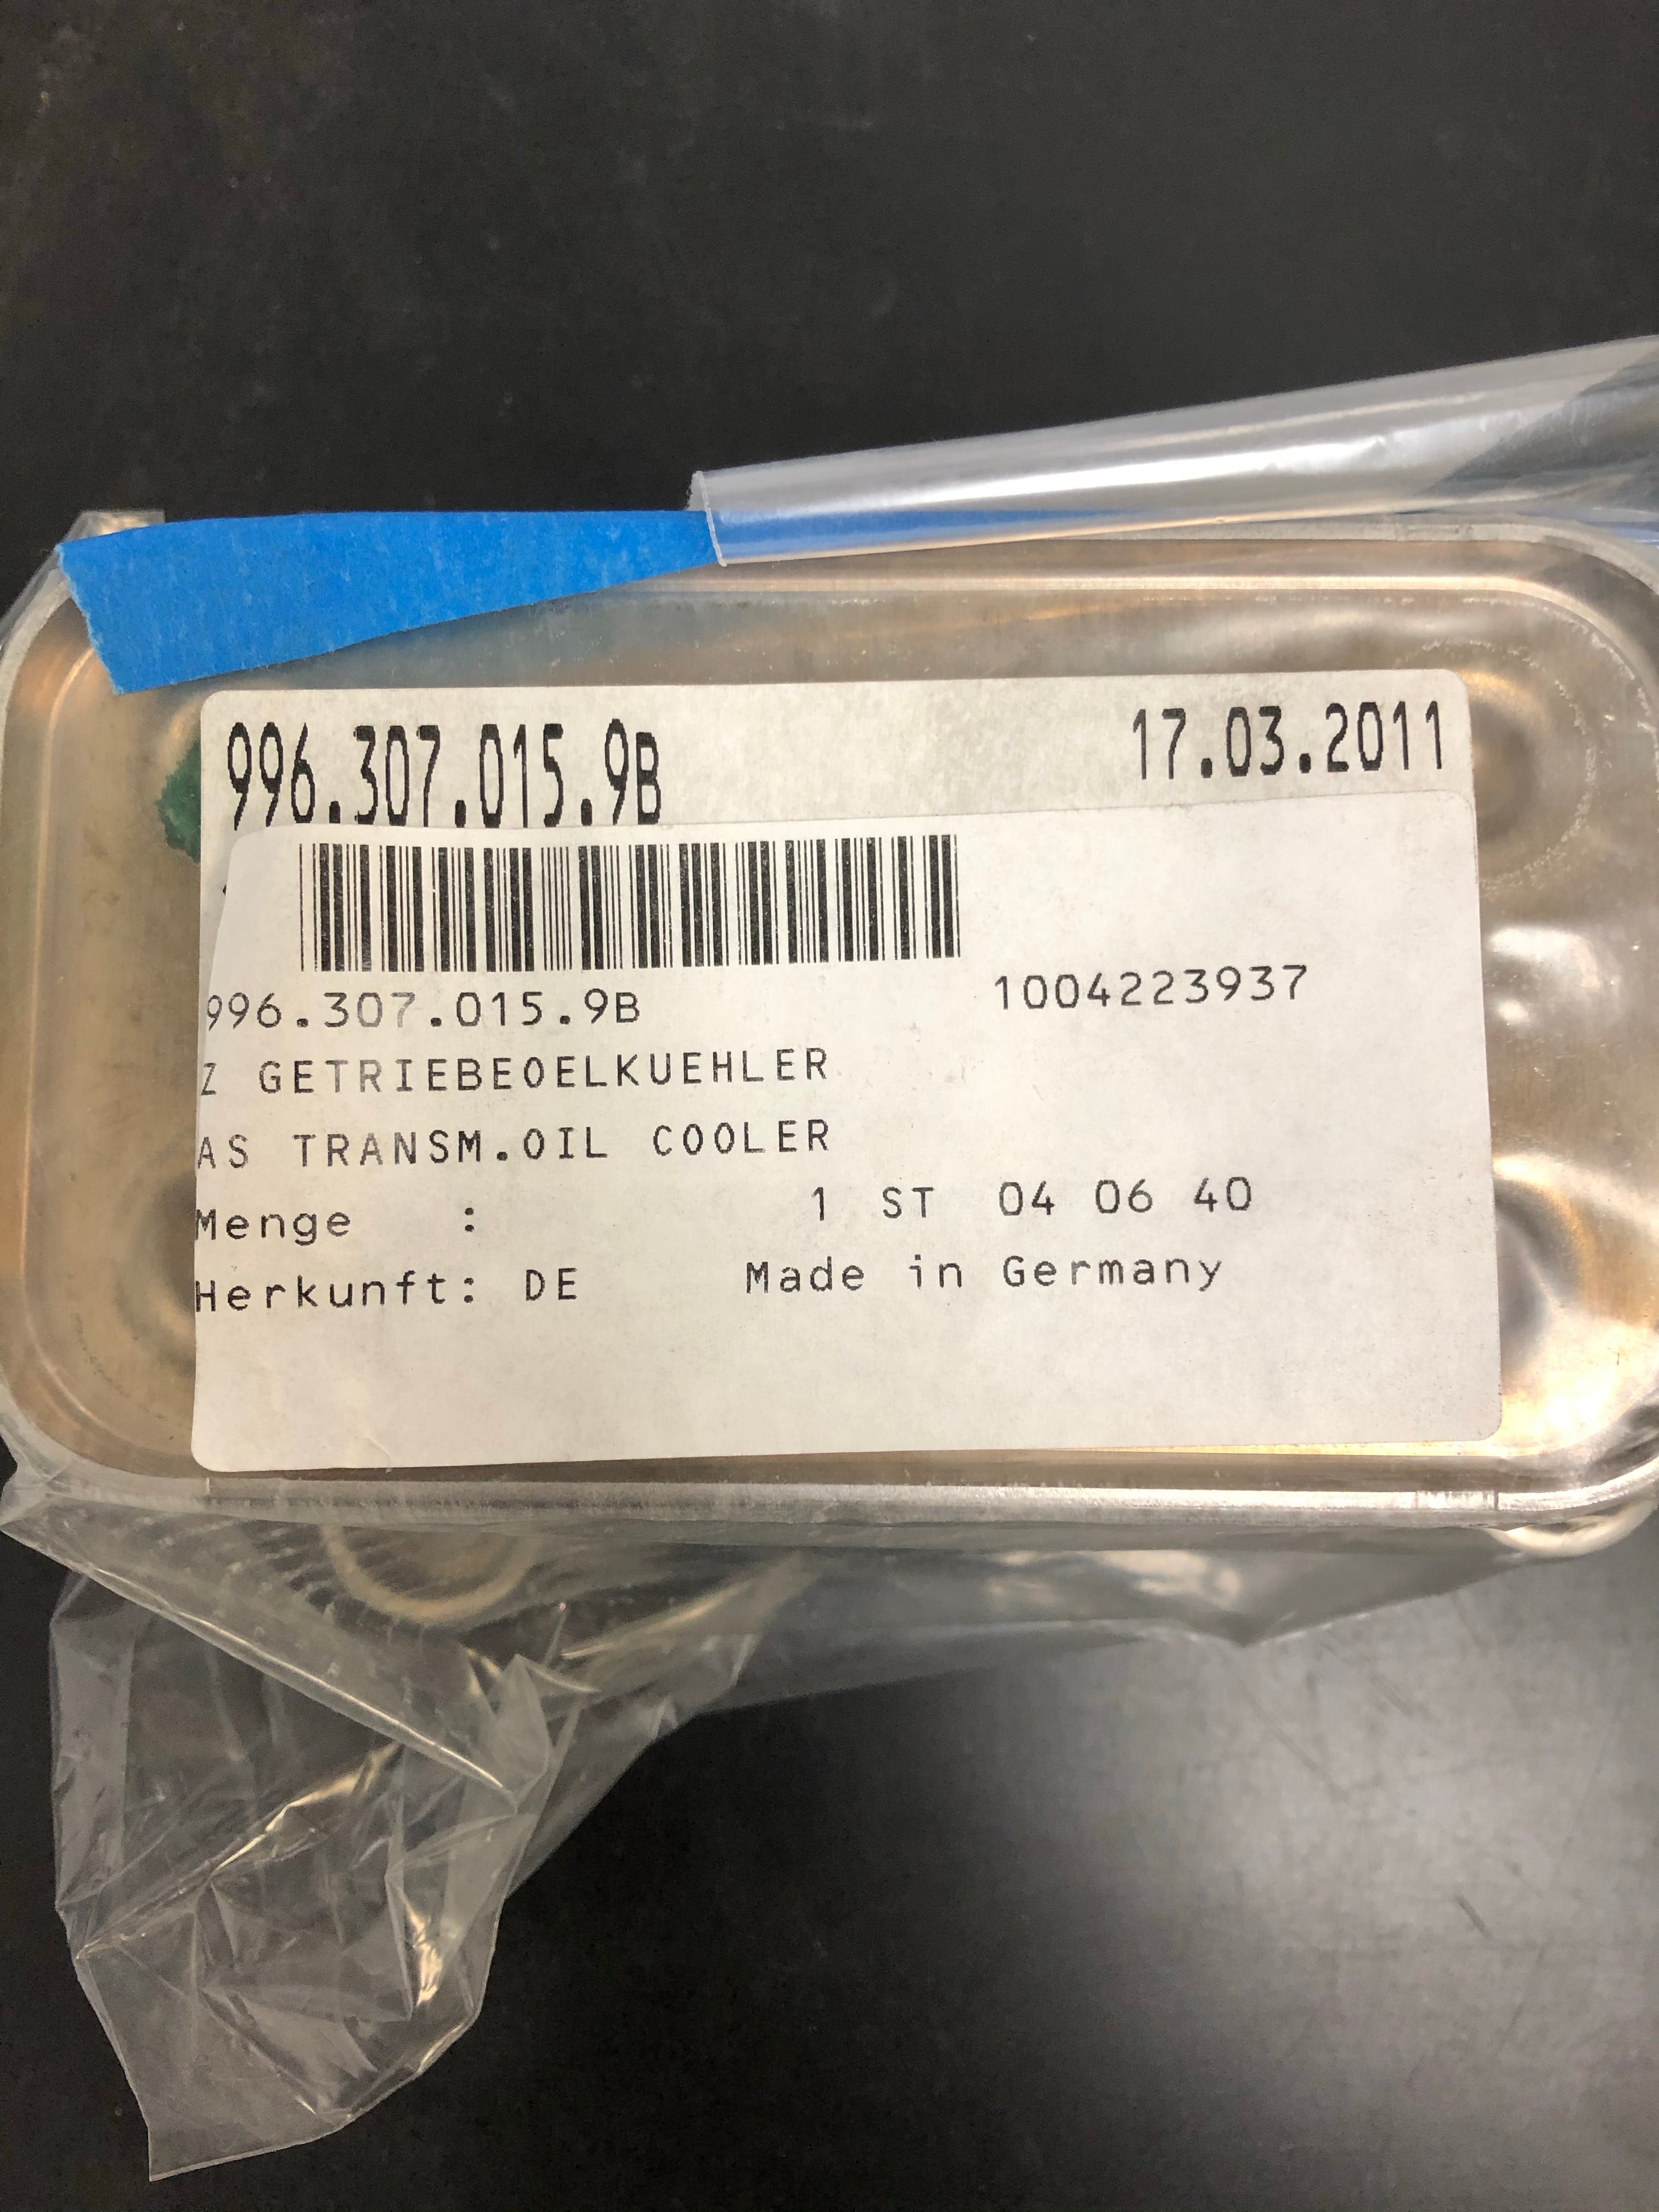 996.307.015.9B 17.03.2011
996.307.015.9B 1004223937
Z GETRIEBEOELKUEHLER
AS TRANSM.OIL COOLER
Menge : 1 ST 04 06 40
Herkunft: DE Made in Germany